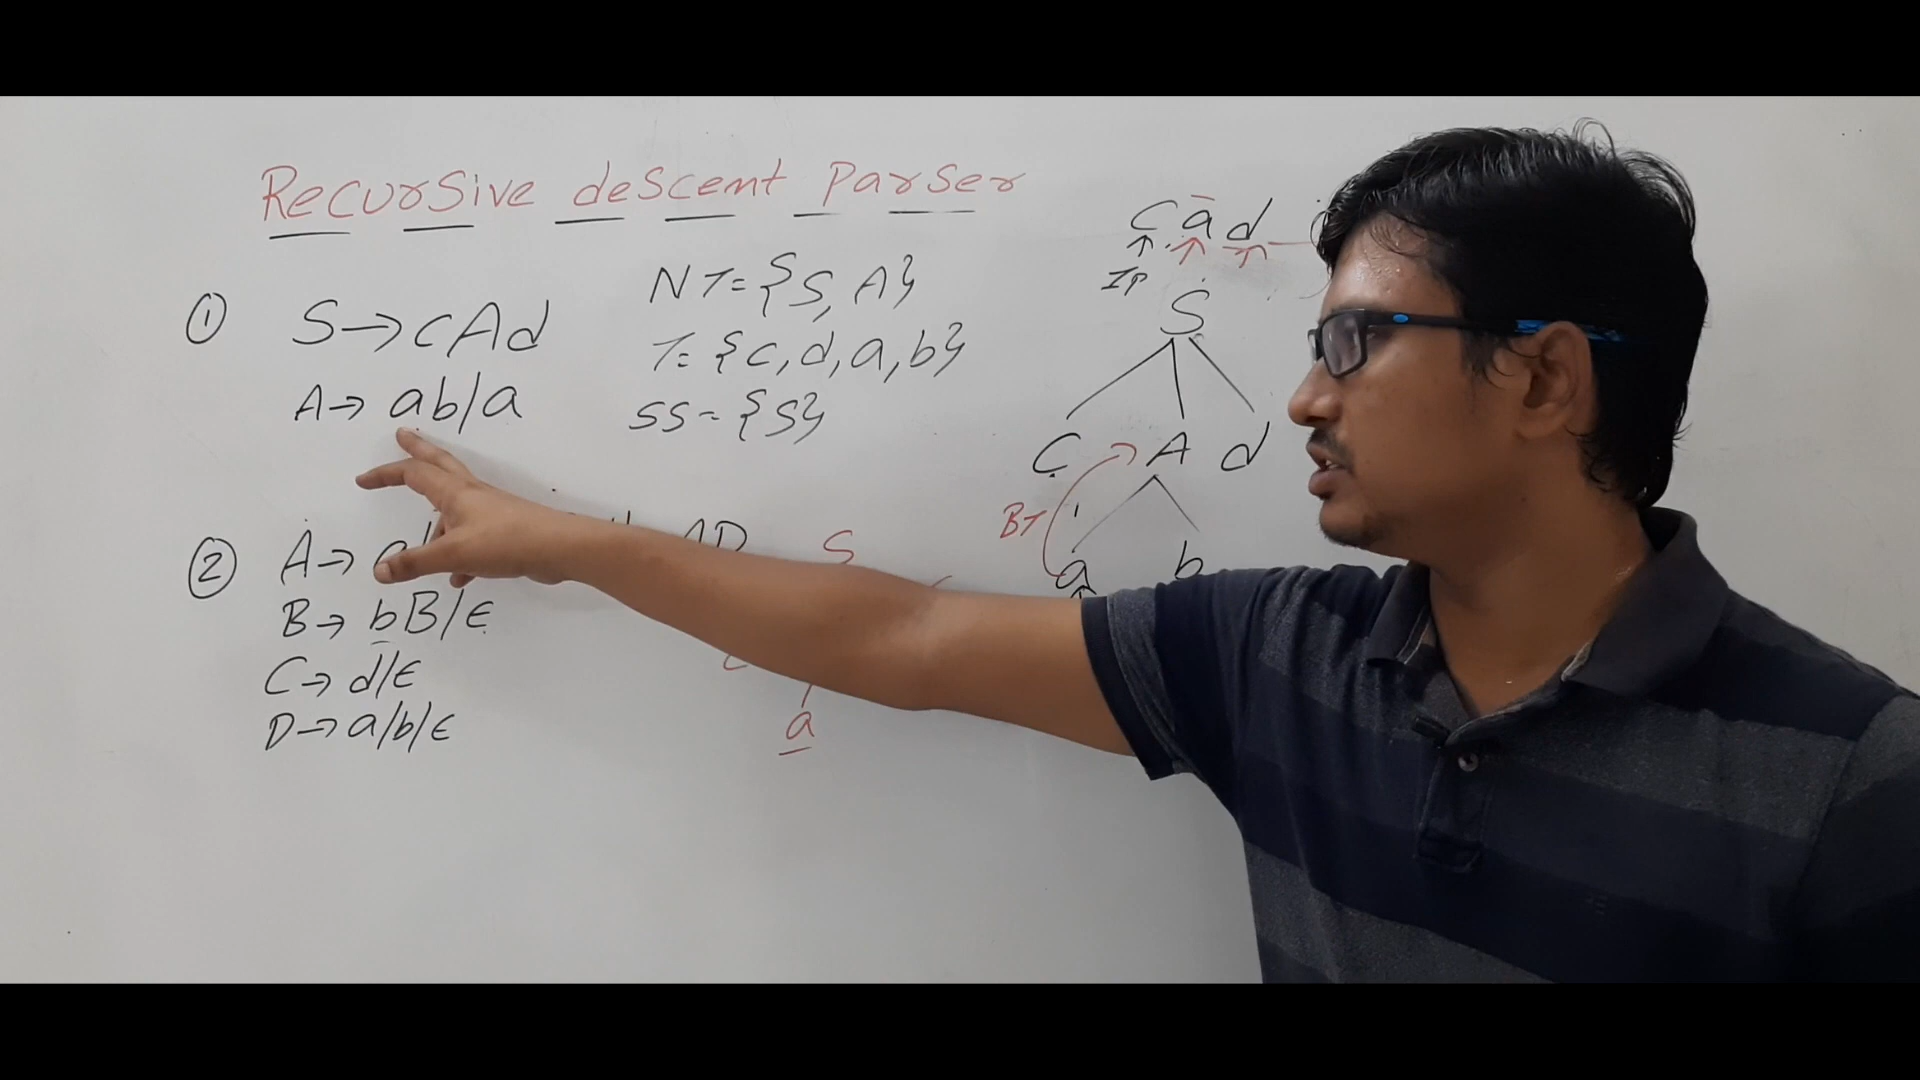 Recursive descent parser
① S → cAd
A → ab/a
NT = {S, A}
T = {c, d, a, b}
SS = {S}
② A → a
B → bB/ε
C → d/ε
D → a/b/ε
S
a
cad
IP
S
C A d
BT
a b